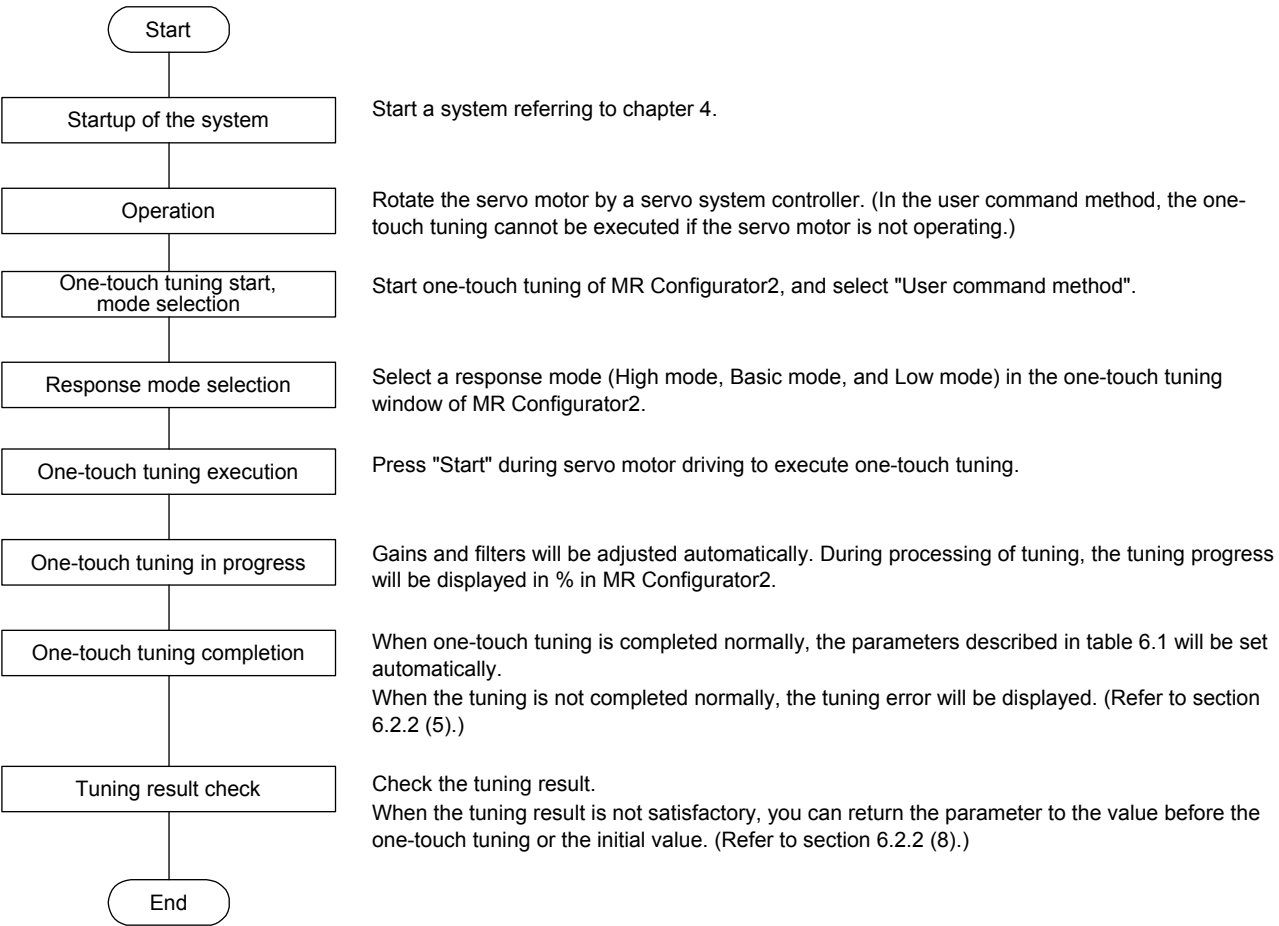 Start
Startup of the system
Start a system referring to chapter 4.
Operation
Rotate the servo motor by a servo system controller. (In the user command method, the one-
touch tuning cannot be executed if the servo motor is not operating.)
One-touch tuning start,
mode selection
Start one-touch tuning of MR Configurator2, and select "User command method".
Response mode selection
Select a response mode (High mode, Basic mode, and Low mode) in the one-touch tuning
window of MR Configurator2.
One-touch tuning execution
Press "Start" during servo motor driving to execute one-touch tuning.
One-touch tuning in progress
Gains and filters will be adjusted automatically. During processing of tuning, the tuning progress
will be displayed in % in MR Configurator2.
One-touch tuning completion
When one-touch tuning is completed normally, the parameters described in table 6.1 will be set
automatically.
When the tuning is not completed normally, the tuning error will be displayed. (Refer to section
6.2.2 (5).)
Tuning result check
Check the tuning result.
When the tuning result is not satisfactory, you can return the parameter to the value before the
one-touch tuning or the initial value. (Refer to section 6.2.2 (8).)
End